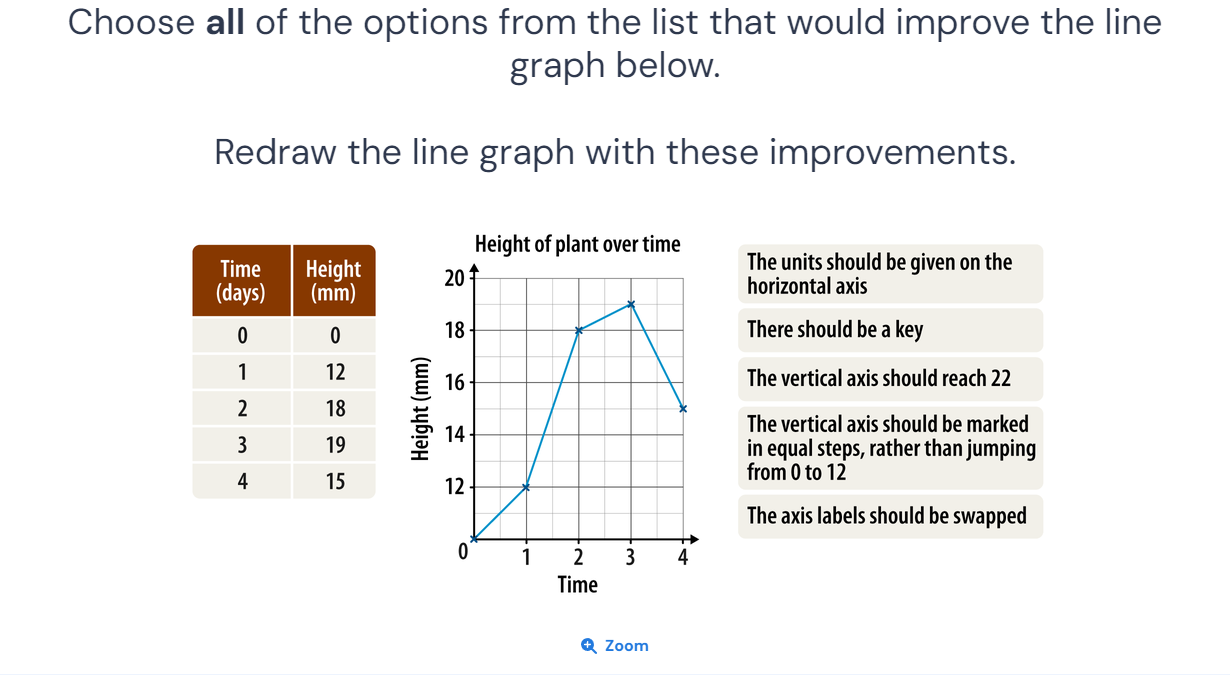 Choose all of the options from the list that would improve the line
graph below.
Redraw the line graph with these improvements.
Time
(days)
Height
(mm)
0 0
1 12
2 18
3 19
4 15
Height of plant over time
20
18
16
14
12
0
Height (mm)
1 2 3 4
Time
The units should be given on the
horizontal axis
There should be a key
The vertical axis should reach 22
The vertical axis should be marked
in equal steps, rather than jumping
from 0 to 12
The axis labels should be swapped
Zoom